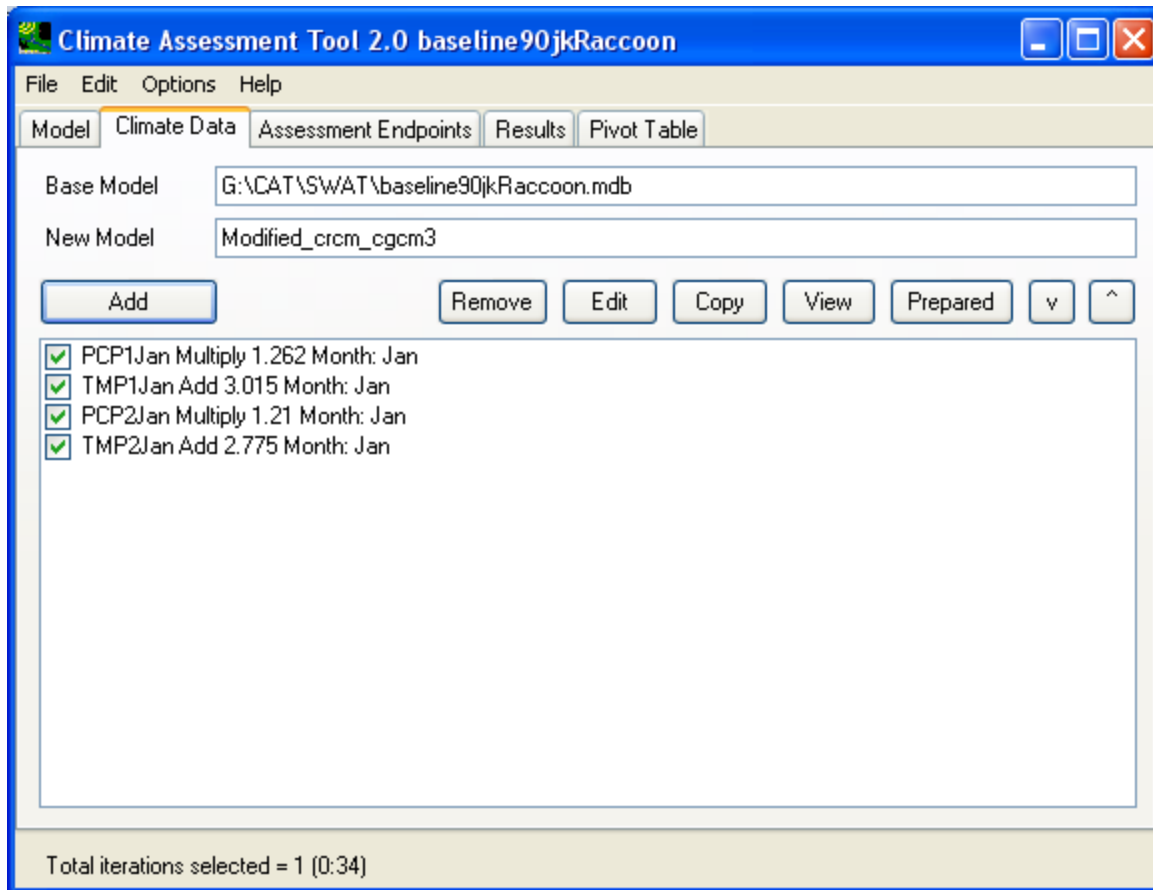 Climate Assessment Tool 2.0 baseline90jkRaccoon
File Edit Options Help
Model Climate Data Assessment Endpoints Results Pivot Table
Base Model G:\CAT\SWAT\baseline90jkRaccoon.mdb
New Model Modified_crcm_cgcm3
Add Remove Edit Copy View Prepared v ^
PCP1Jan Multiply 1.262 Month: Jan
TMP1Jan Add 3.015 Month: Jan
PCP2Jan Multiply 1.21 Month: Jan
TMP2Jan Add 2.775 Month: Jan
Total iterations selected = 1 (0:34)